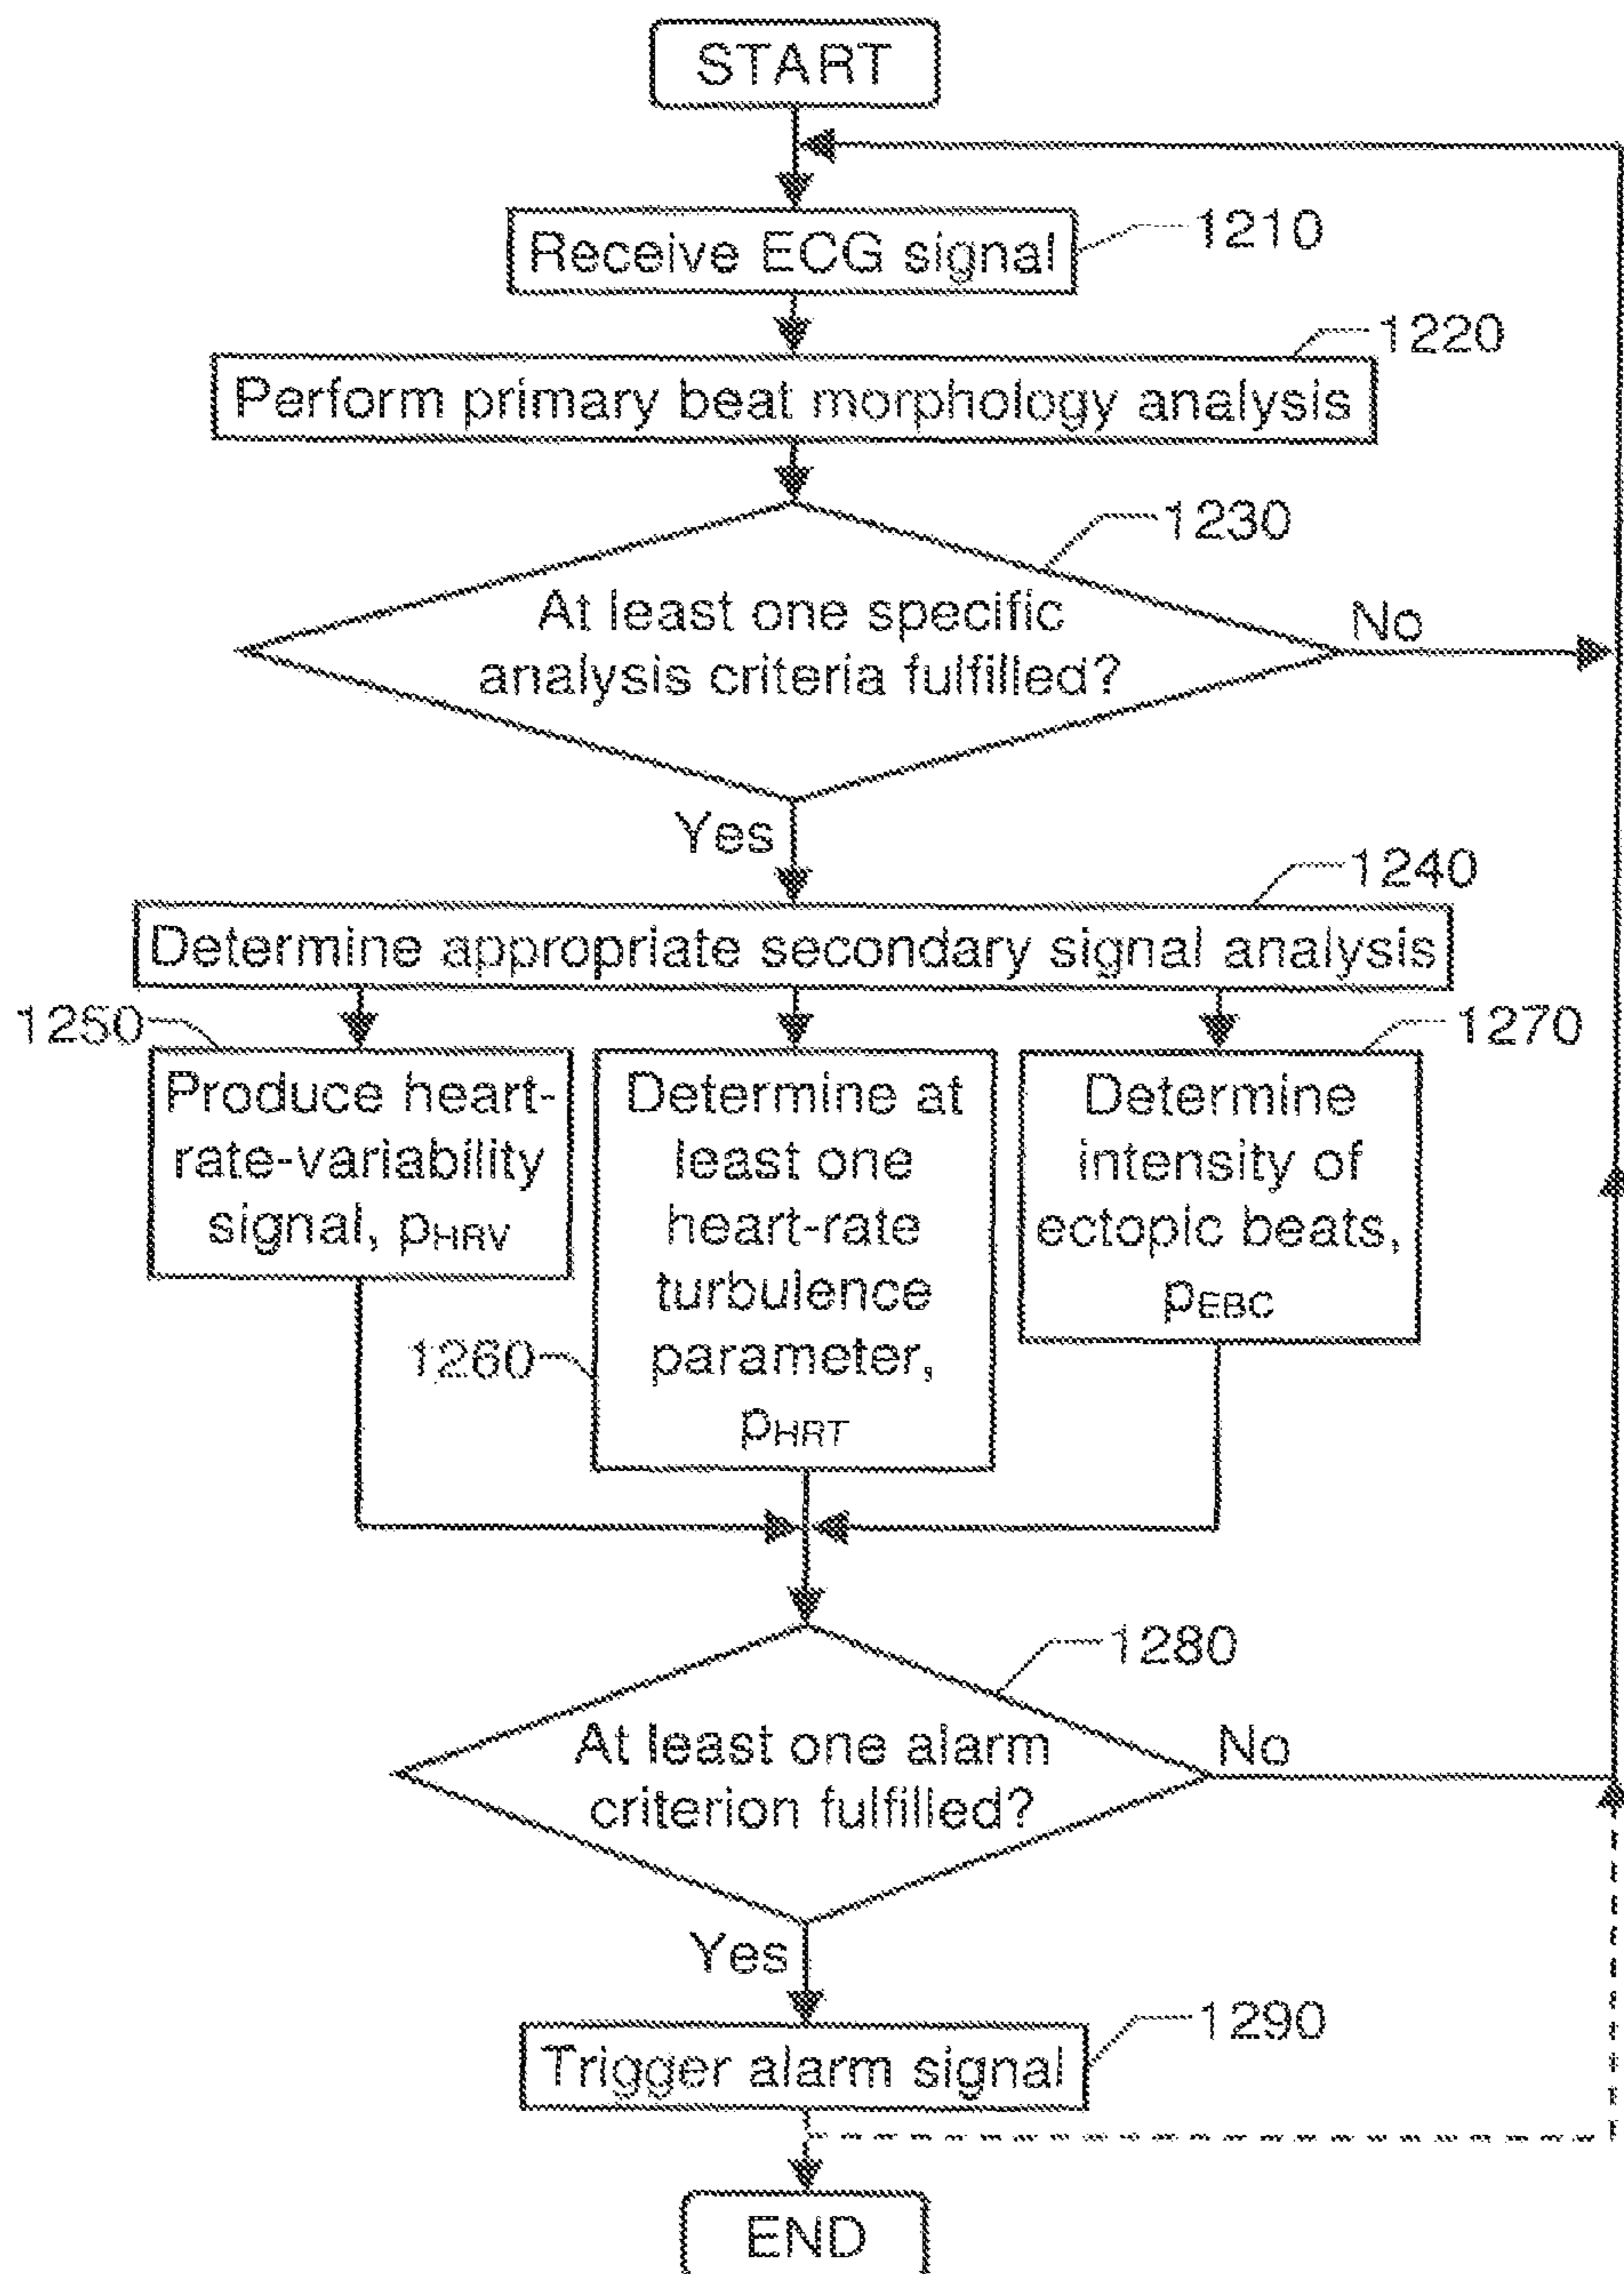 START
Receive ECG signal
1210
1220
Perform primary beat morphology analysis
1230
At least one specific
analysis criteria fulfilled?
No
Yes
1240
Determine appropriate secondary signal analysis
1250
Produce heart-
rate-variability
signal, pHRV
Determine at
least one
heart-rate
turbulence
parameter,
pHRT
1260
1270
Determine
intensity of
ectopic beats,
pEBC
1280
At least one alarm
criterion fulfilled?
No
Yes
1290
Trigger alarm signal
END